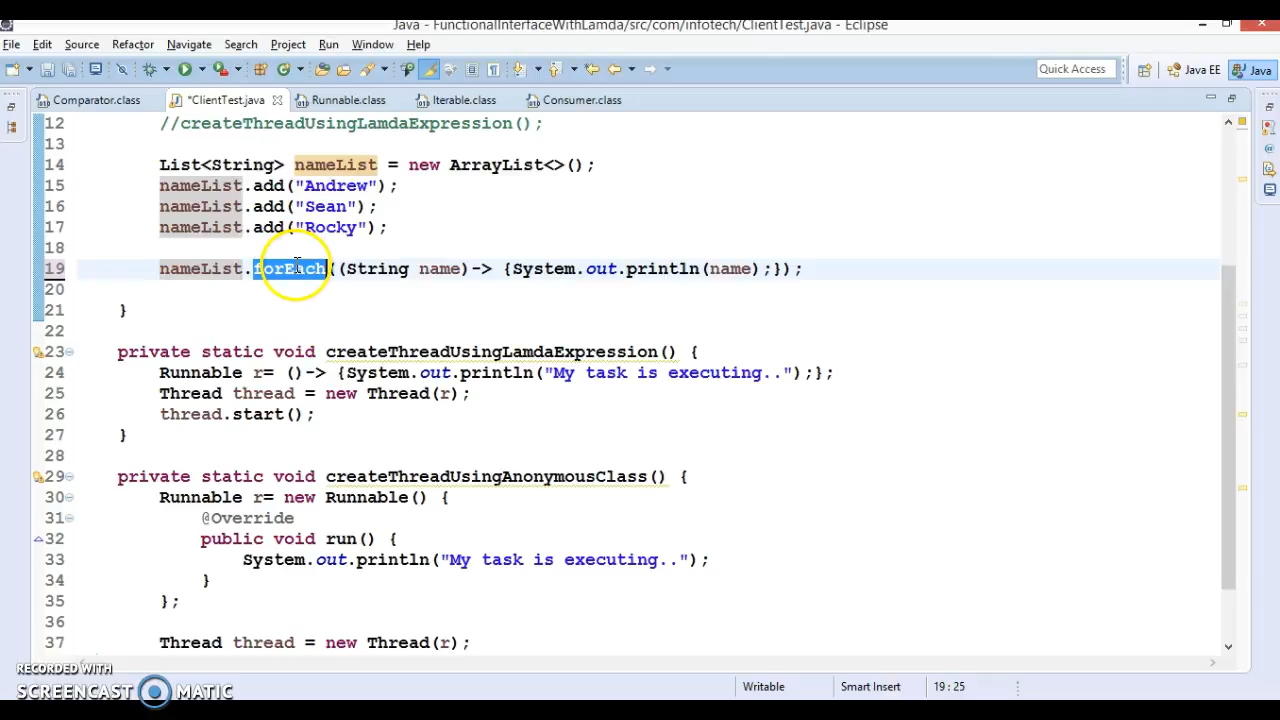 Java - FunctionalInterfaceWithLamda/src/com/infotech/ClientTest.java - Eclipse
File Edit Source Refactor Navigate Search Project Run Window Help
Quick Access Java EE Java
Comparator.class *ClientTest.java Runnable.class Iterable.class Consumer.class
12 //createThreadUsingLamdaExpression();
13
14 List<String> nameList = new ArrayList<>();
15 nameList.add("Andrew");
16 nameList.add("Sean");
17 nameList.add("Rocky");
18
19 nameList.forEach((String name)-> {System.out.println(name);});
20
21 }
22
23 private static void createThreadUsingLamdaExpression() {
24 Runnable r= ()-> {System.out.println("My task is executing..");};
25 Thread thread = new Thread(r);
26 thread.start();
27 }
28
29 private static void createThreadUsingAnonymousClass() {
30 Runnable r= new Runnable() {
31 @Override
32 public void run() {
33 System.out.println("My task is executing..");
34 }
35 };
36
37 Thread thread = new Thread(r);
Writable Smart Insert 19 : 25
RECORDED WITH
SCREENCAST MATIC